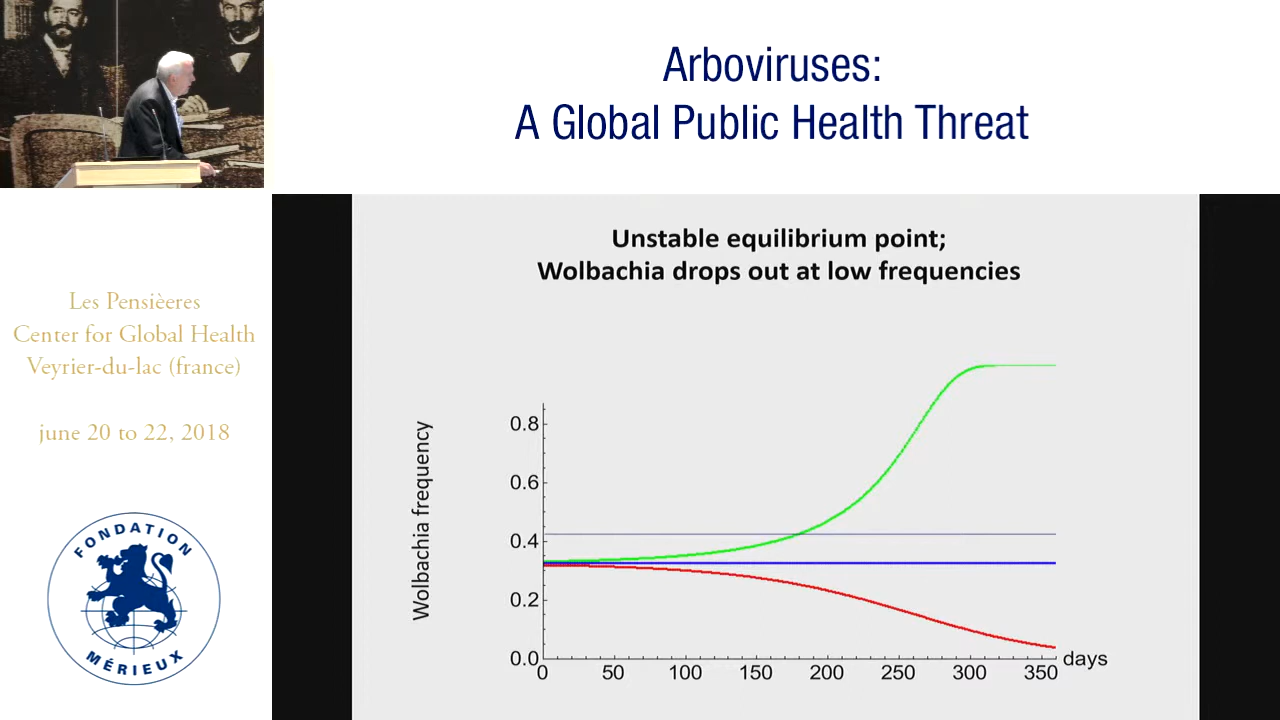 Arboviruses:
A Global Public Health Threat
Les Pensièeres
Center for Global Health
Veyrier-du-lac (france)
june 20 to 22, 2018
FONDATION
MÉRIEUX
Unstable equilibrium point;
Wolbachia drops out at low frequencies
Wolbachia frequency
0.8
0.6
0.4
0.2
0.0
0 50 100 150 200 250 300 350 days